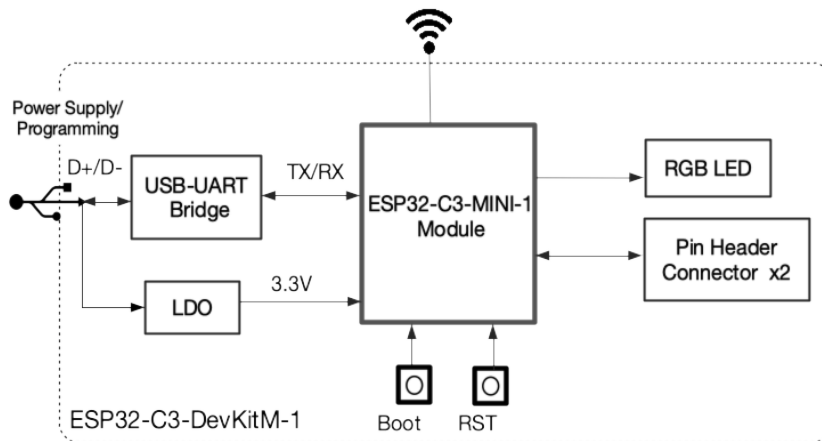 Power Supply/
Programming
D+/D-
USB-UART
Bridge
TX/RX
ESP32-C3-MINI-1
Module
RGB LED
Pin Header
Connector x2
LDO
3.3V
Boot
RST
ESP32-C3-DevKitM-1